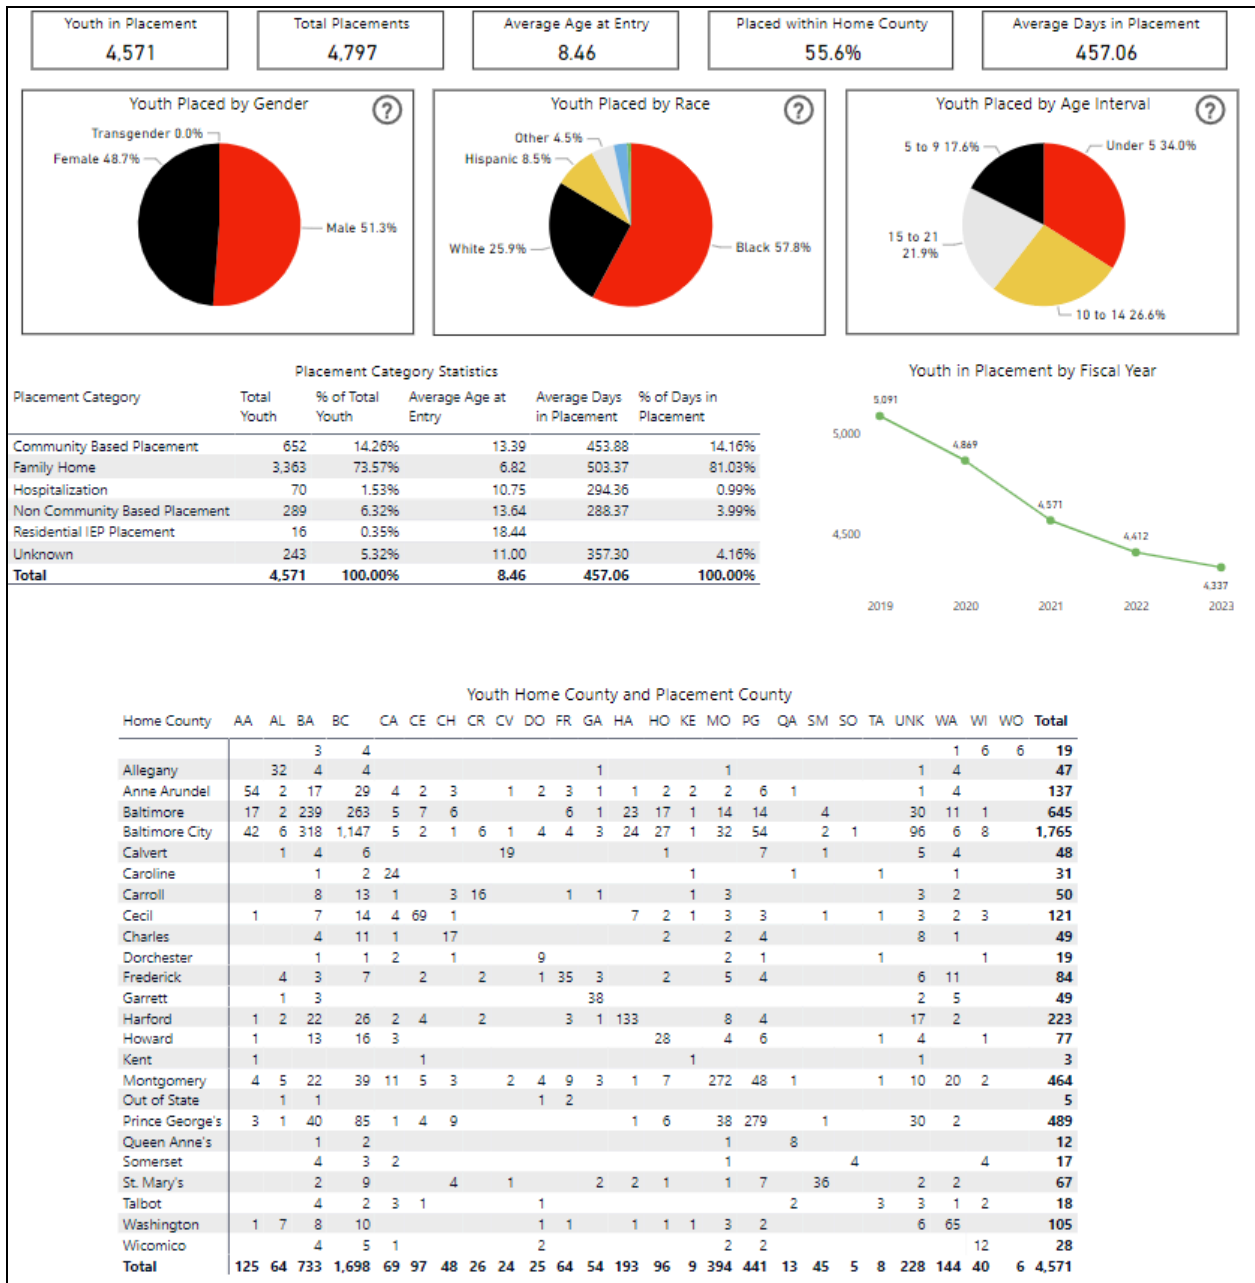 Youth in Placement
4,571
Total Placements
4,797
Average Age at Entry
8.46
Placed within Home County
55.6%
Average Days in Placement
457.06
Youth Placed by Gender
?
Transgender 0.0%
Female 48.7%
Male 51.3%
Youth Placed by Race
?
Other 4.5%
Hispanic 8.5%
White 25.9%
Black 57.8%
Youth Placed by Age Interval
?
5 to 9 17.6%
Under 5 34.0%
15 to 21
21.9%
10 to 14 26.6%
Placement Category Statistics
Placement Category Total Youth % of Total Youth Average Age at Entry Average Days in Placement % of Days in Placement
Community Based Placement 652 14.26% 13.39 453.88 14.16%
Family Home 3,363 73.57% 6.82 503.37 81.03%
Hospitalization 70 1.53% 10.75 294.36 0.99%
Non Community Based Placement 289 6.32% 13.64 288.37 3.99%
Residential IEP Placement 16 0.35% 18.44
Unknown 243 5.32% 11.00 357.30 4.16%
Total 4,571 100.00% 8.46 457.06 100.00%
Youth in Placement by Fiscal Year
5,000
4,500
5,091
4,869
4,571
4,412
4,337
2019 2020 2021 2022 2023
Youth Home County and Placement County
Home County AA AL BA BC CA CE CH CR CV DO FR GA HA HO KE MO PG QA SM SO TA UNK WA WI WO Total
3 4 1 6 6 19
Allegany 32 4 4 1 1 1 4 47
Anne Arundel 54 2 17 29 4 2 3 1 2 3 1 1 2 2 2 6 1 1 4 137
Baltimore 17 2 239 263 5 7 6 6 1 23 17 1 14 14 4 30 11 1 645
Baltimore City 42 6 318 1,147 5 2 1 6 1 4 4 3 24 27 1 32 54 2 1 96 6 8 1,765
Calvert 1 4 6 19 1 7 1 5 4 48
Caroline 1 2 24 1 1 1 1 31
Carroll 8 13 1 3 16 1 1 1 3 3 2 50
Cecil 1 7 14 4 69 1 7 2 1 3 3 1 1 3 2 3 121
Charles 4 11 1 17 2 2 4 8 1 49
Dorchester 1 1 2 1 9 2 1 1 1 19
Frederick 4 3 7 2 2 1 35 3 2 5 4 6 11 84
Garrett 1 3 38 2 5 49
Harford 1 2 22 26 2 4 2 3 1 133 8 4 17 2 223
Howard 1 13 16 3 28 4 6 1 4 1 77
Kent 1 1 1 1 3
Montgomery 4 5 22 39 11 5 3 2 4 9 3 1 7 272 48 1 1 10 20 2 464
Out of State 1 1 1 2 5
Prince George's 3 1 40 85 1 4 9 1 6 38 279 1 30 2 489
Queen Anne's 1 2 1 8 12
Somerset 4 3 2 1 4 4 17
St. Mary's 2 9 4 1 2 2 1 1 7 36 2 2 67
Talbot 4 2 3 1 1 2 3 3 1 2 18
Washington 1 7 8 10 1 1 1 1 1 3 2 6 65 105
Wicomico 4 5 1 2 2 2 12 28
Total 125 64 733 1,698 69 97 48 26 24 25 64 54 193 96 9 394 441 13 45 5 8 228 144 40 6 4,571